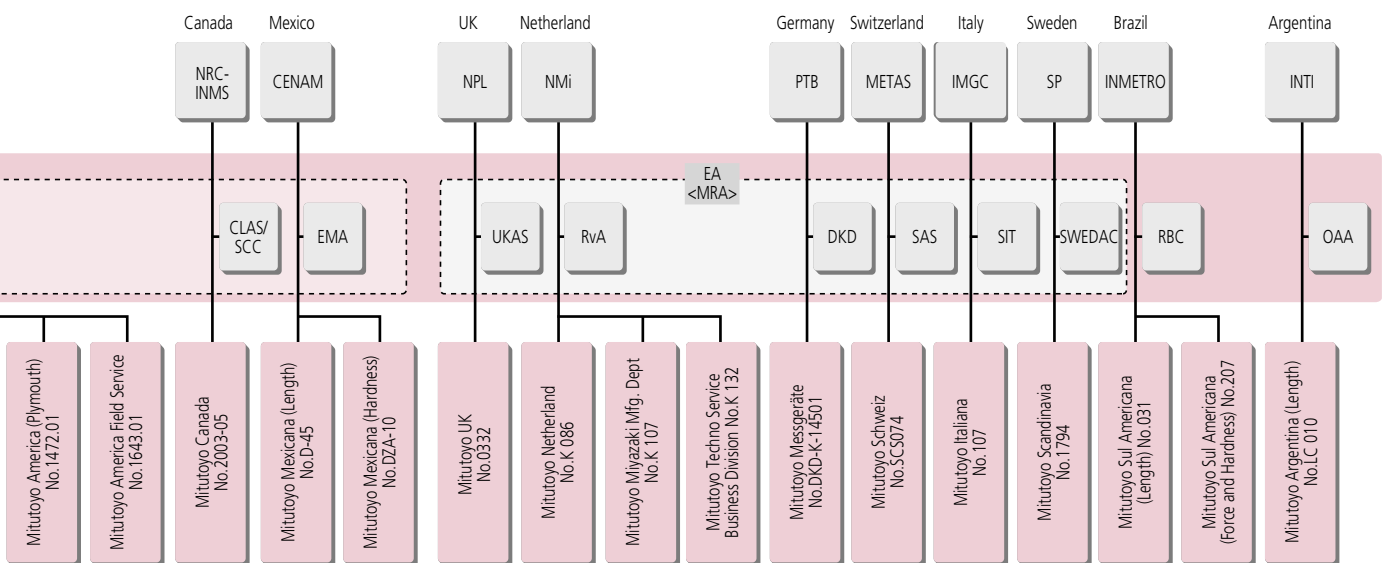 Canada
Mexico
UK
Netherland
Germany
Switzerland
Italy
Sweden
Brazil
Argentina
NRC-
INMS
CENAM
NPL
NMi
PTB
METAS
IMGC
SP
INMETRO
INTI
EA
<MRA>
CLAS/
SCC
EMA
UKAS
RvA
DKD
SAS
SIT
SWEDAC
RBC
OAA
Mitutoyo America (Plymouth)
No.1472.01
Mitutoyo America Field Service
No.1643.01
Mitutoyo Canada
No.2003-05
Mitutoyo Mexicana (Length)
No.D-45
Mitutoyo Mexicana (Hardness)
No.DZA-10
Mitutoyo UK
No.0332
Mitutoyo Netherland
No.K 086
Mitutoyo Miyazaki Mfg. Dept
No.K 107
Mitutoyo Techno Service
Business Division No.K 132
Mitutoyo Messgeräte
No.DKD-K-14501
Mitutoyo Schweiz
No.SCS074
Mitutoyo Italiana
No.107
Mitutoyo Scandinavia
No.1794
Mitutoyo Sul Americana
(Length) No.031
Mitutoyo Sul Americana
(Force and Hardness) No.207
Mitutoyo Argentina (Length)
No.LC 010